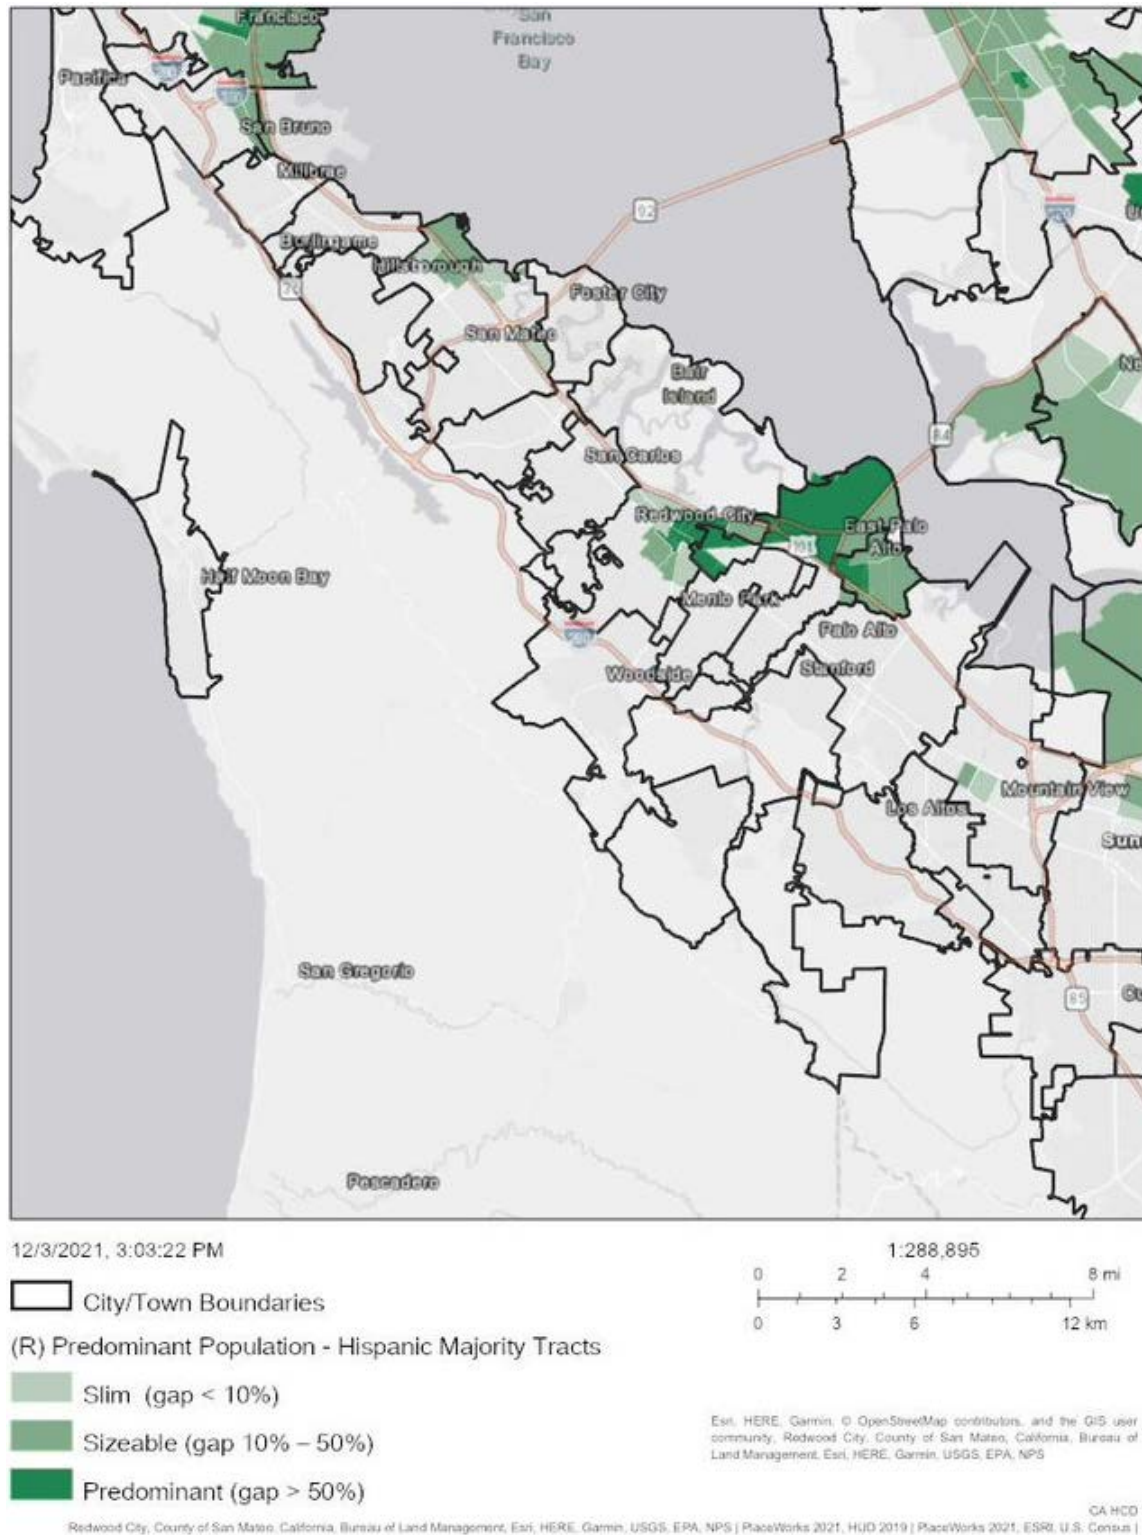 San
Francisco
Bay
Francisco
Pacifica
San Bruno
Millbrae
92
Burlingame
Hillsborough
Foster City
San Mateo
Bair
Island
84
San Carlos
Redwood City
East Palo
Alto
101
Half Moon Bay
Menlo Park
Palo Alto
280
Woodside
Stanford
Mountain View
Los Altos
Sun
San Gregorio
85
Cu
Pescadero
12/3/2021, 3:03:22 PM
1:288,895
0 2 4 8 mi
0 3 6 12 km
City/Town Boundaries
(R) Predominant Population - Hispanic Majority Tracts
Slim (gap < 10%)
Sizeable (gap 10% – 50%)
Predominant (gap > 50%)
Esri, HERE, Garmin, © OpenStreetMap contributors, and the GIS user
community, Redwood City, County of San Mateo, California, Bureau of
Land Management, Esri, HERE, Garmin, USGS, EPA, NPS
CA HCD
Redwood City, County of San Mateo, California, Bureau of Land Management, Esri, HERE, Garmin, USGS, EPA, NPS | PlaceWorks 2021, HUD 2019 | PlaceWorks 2021, ESRI, U.S. Census